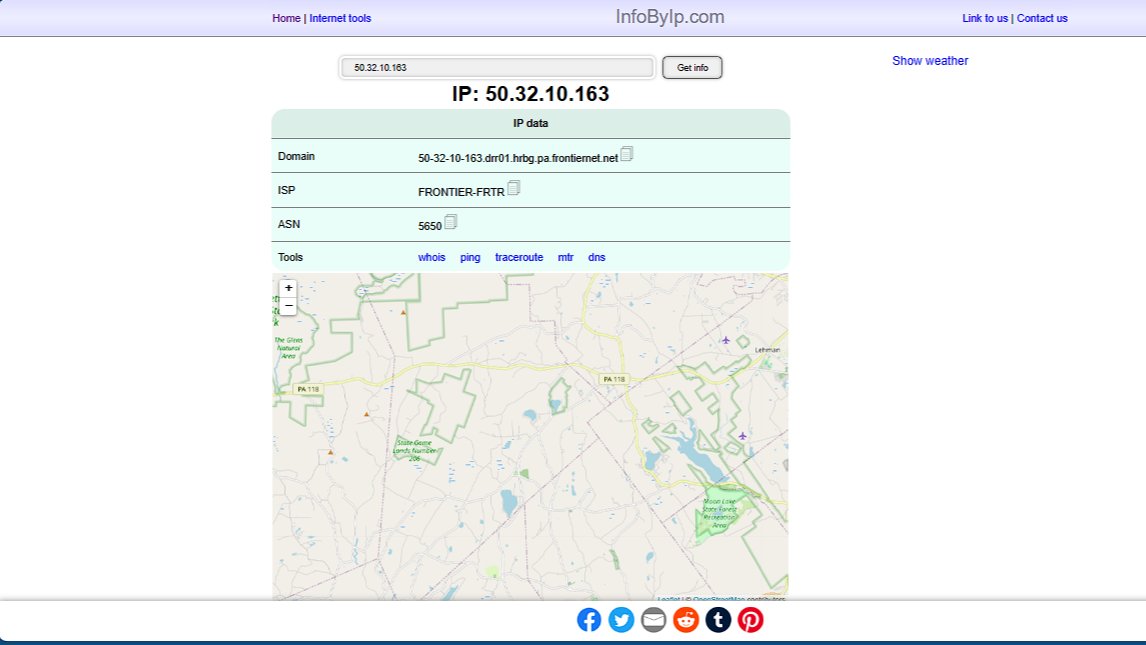 Home | Internet tools
InfoByIp.com
Link to us | Contact us
50.32.10.163
Get info
Show weather
IP: 50.32.10.163
IP data
Domain
50-32-10-163.drr01.hrbg.pa.frontiernet.net
ISP
FRONTIER-FRTR
ASN
5650
Tools
whois ping traceroute mtr dns
+
−
The Glens
Natural
Area
Lehman
PA 118
PA 118
State Game
Lands Number
206
Moon Lake
State Forest
Recreation
Area
Leaflet | © OpenStreetMap contributors